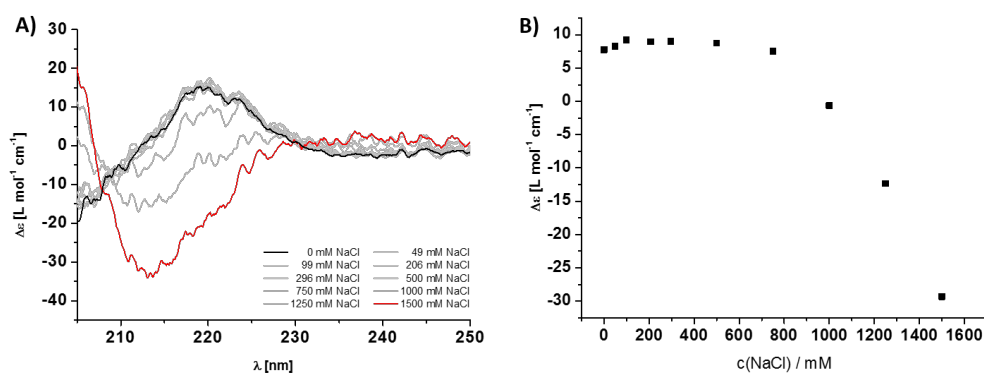 A)
Δε [L mol⁻¹ cm⁻¹]
40
30
20
10
0
-10
-20
-30
-40
210 220 230 240 250
λ [nm]
0 mM NaCl 49 mM NaCl
99 mM NaCl 206 mM NaCl
296 mM NaCl 500 mM NaCl
750 mM NaCl 1000 mM NaCl
1250 mM NaCl 1500 mM NaCl
B)
Δε [L mol⁻¹ cm⁻¹]
10
5
0
-5
-10
-15
-20
-25
-30
0 200 400 600 800 1000 1200 1400 1600
c(NaCl) / mM